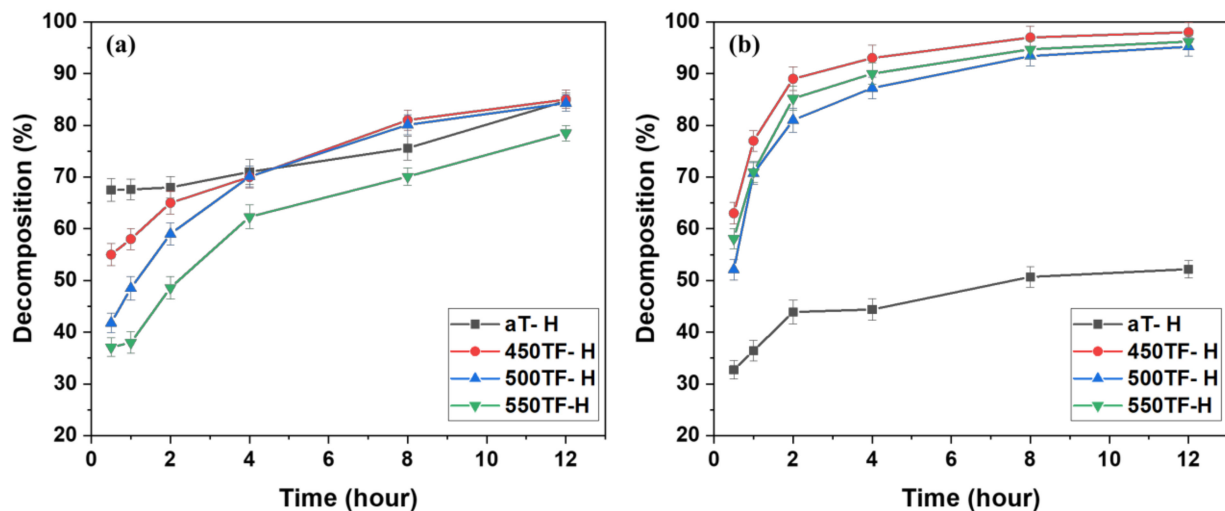 (a)
Decomposition (%)
100
90
80
70
60
50
40
30
20
0
2
4
6
8
10
12
Time (hour)
aT- H
450TF- H
500TF- H
550TF-H
(b)
Decomposition (%)
100
90
80
70
60
50
40
30
20
0
2
4
6
8
10
12
Time (hour)
aT- H
450TF- H
500TF- H
550TF-H